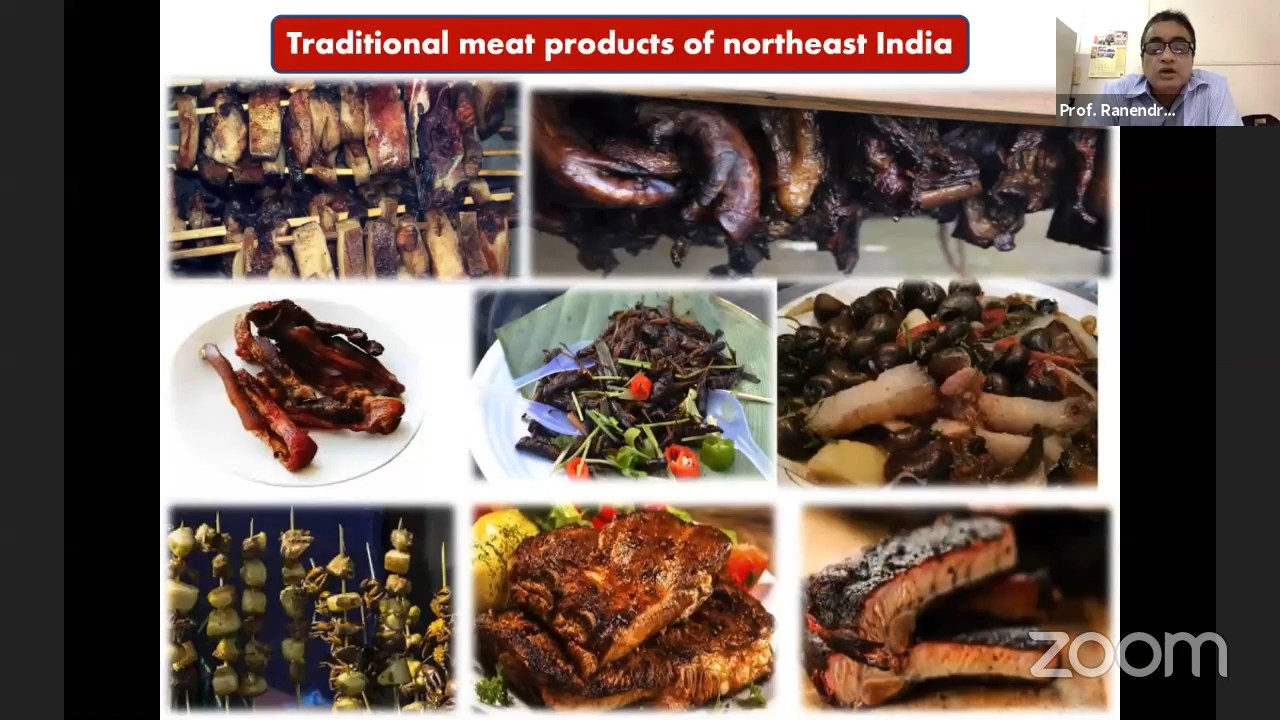 Traditional meat products of northeast India
Prof. Ranendr...
zoom